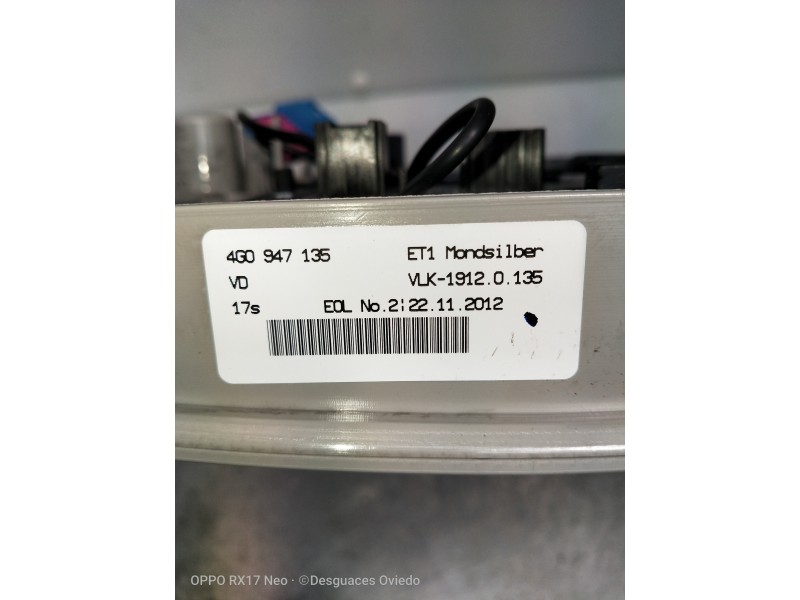 4G0 947 135 ET1 Mondsilber
VD VLK-1912.0.135
17s EOL No.2¦22.11.2012
OPPO RX17 Neo · ©Desguaces Oviedo